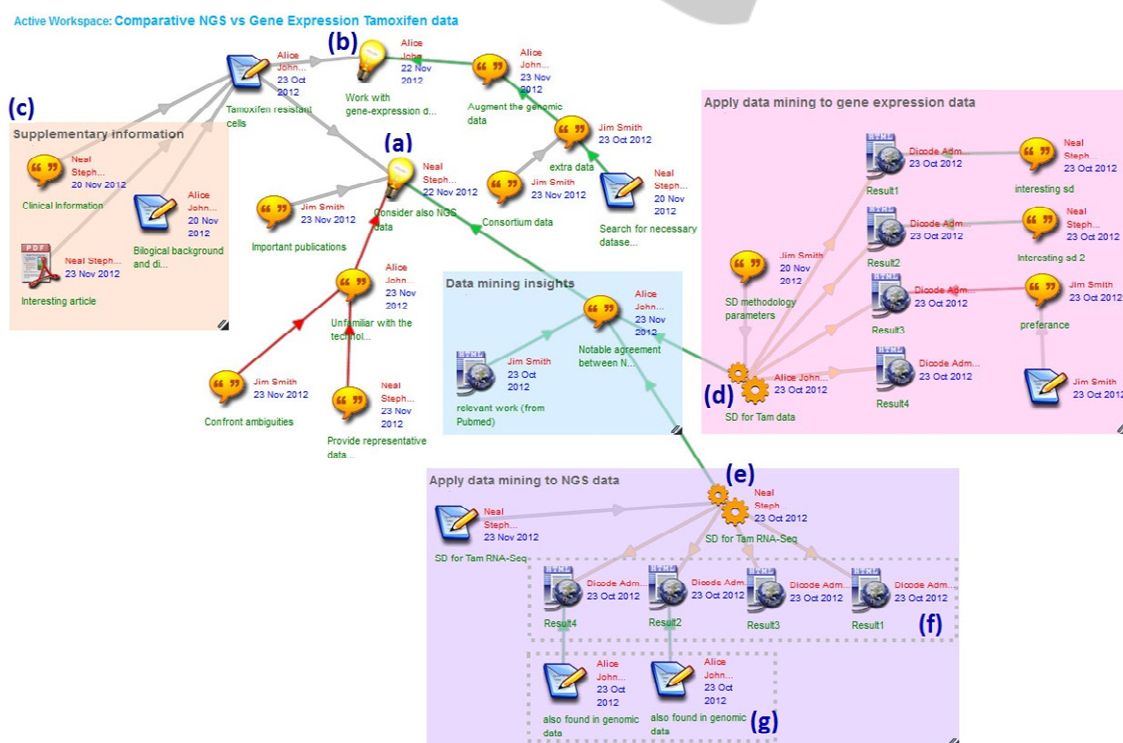 Active Workspace: Comparative NGS vs Gene Expression Tamoxifen data
(b)
Alice
John...
23 Oct
2012
Tamoxifen resistant
cells
Alice
John...
22 Nov
2012
Work with
gene-expression d...
Alice
John...
23 Nov
2012
Augment the genomic
data
(c)
Supplementary information
Neal
Steph...
20 Nov 2012
Clinical Information
Alice
John...
20 Nov
2012
Bilogical background
and di...
PDF
Neal Steph...
23 Nov 2012
Interesting article
(a)
Neal
Steph...
22 Nov 2012
Consider also NGS
data
Jim Smith
23 Nov 2012
Important publications
Jim Smith
23 Oct 2012
extra data
Jim Smith
23 Nov 2012
Consortium data
Neal
Steph...
20 Nov
2012
Search for necessary
datase...
Alice
John...
23 Nov
2012
Unfamiliar with the
technol...
Jim Smith
23 Nov 2012
Confront ambiguities
Neal
Steph...
23 Nov
2012
Provide representative
data...
Data mining insights
Alice
John...
23 Nov
2012
Notable agreement
between N...
HTML
Jim Smith
23 Oct
2012
relevant work (from
Pubmed)
Apply data mining to gene expression data
HTML
Dicode Adm...
23 Oct 2012
Result1
Neal
Steph...
23 Oct 2012
interesting sd
HTML
Dicode Adm...
23 Oct 2012
Result2
Neal
Steph...
23 Oct 2012
Interesting sd 2
Jim Smith
20 Nov
2012
SD methodology
parameters
HTML
Dicode Adm...
23 Oct 2012
Result3
Jim Smith
23 Oct 2012
preferance
HTML
Dicode Adm...
23 Oct 2012
Result4
Jim Smith
23 Oct 2012
(d)
Alice John...
23 Oct 2012
SD for Tam data
Apply data mining to NGS data
(e)
Neal
Steph...
23 Oct 2012
SD for Tam RNA-Seq
Neal
Steph...
23 Nov 2012
SD for Tam RNA-Seq
HTML
Dicode Adm...
23 Oct 2012
Result4
HTML
Dicode Adm...
23 Oct 2012
Result2
HTML
Dicode Adm...
23 Oct 2012
Result3
HTML
Dicode Adm...
23 Oct 2012
Result1
(f)
Alice
John...
23 Oct
2012
also found in genomic
data
Alice
John...
23 Oct
2012
also found in genomic
data
(g)